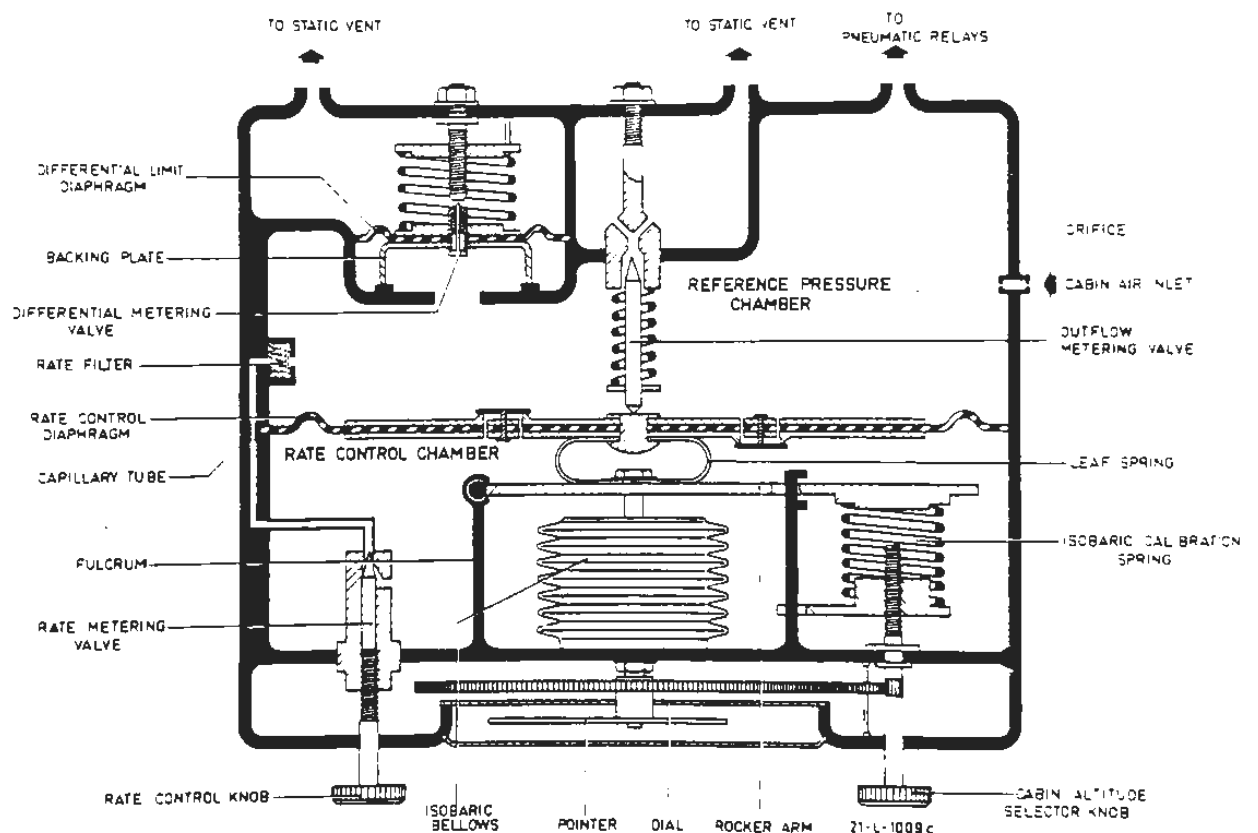 TO STATIC VENT
TO STATIC VENT
TO
PNEUMATIC RELAYS
DIFFERENTIAL LIMIT
DIAPHRAGM
BACKING PLATE
DIFFERENTIAL METERING
VALVE
RATE FILTER
RATE CONTROL
DIAPHRAGM
CAPILLARY TUBE
FULCRUM
RATE METERING
VALVE
RATE CONTROL KNOB
REFERENCE PRESSURE
CHAMBER
RATE CONTROL CHAMBER
ORIFICE
CABIN AIR INLET
OUTFLOW
METERING VALVE
LEAF SPRING
ISOBARIC CALIBRATION
SPRING
CABIN ALTITUDE
SELECTOR KNOB
ISOBARIC
BELLOWS
POINTER
DIAL
ROCKER ARM
21-L-1009c